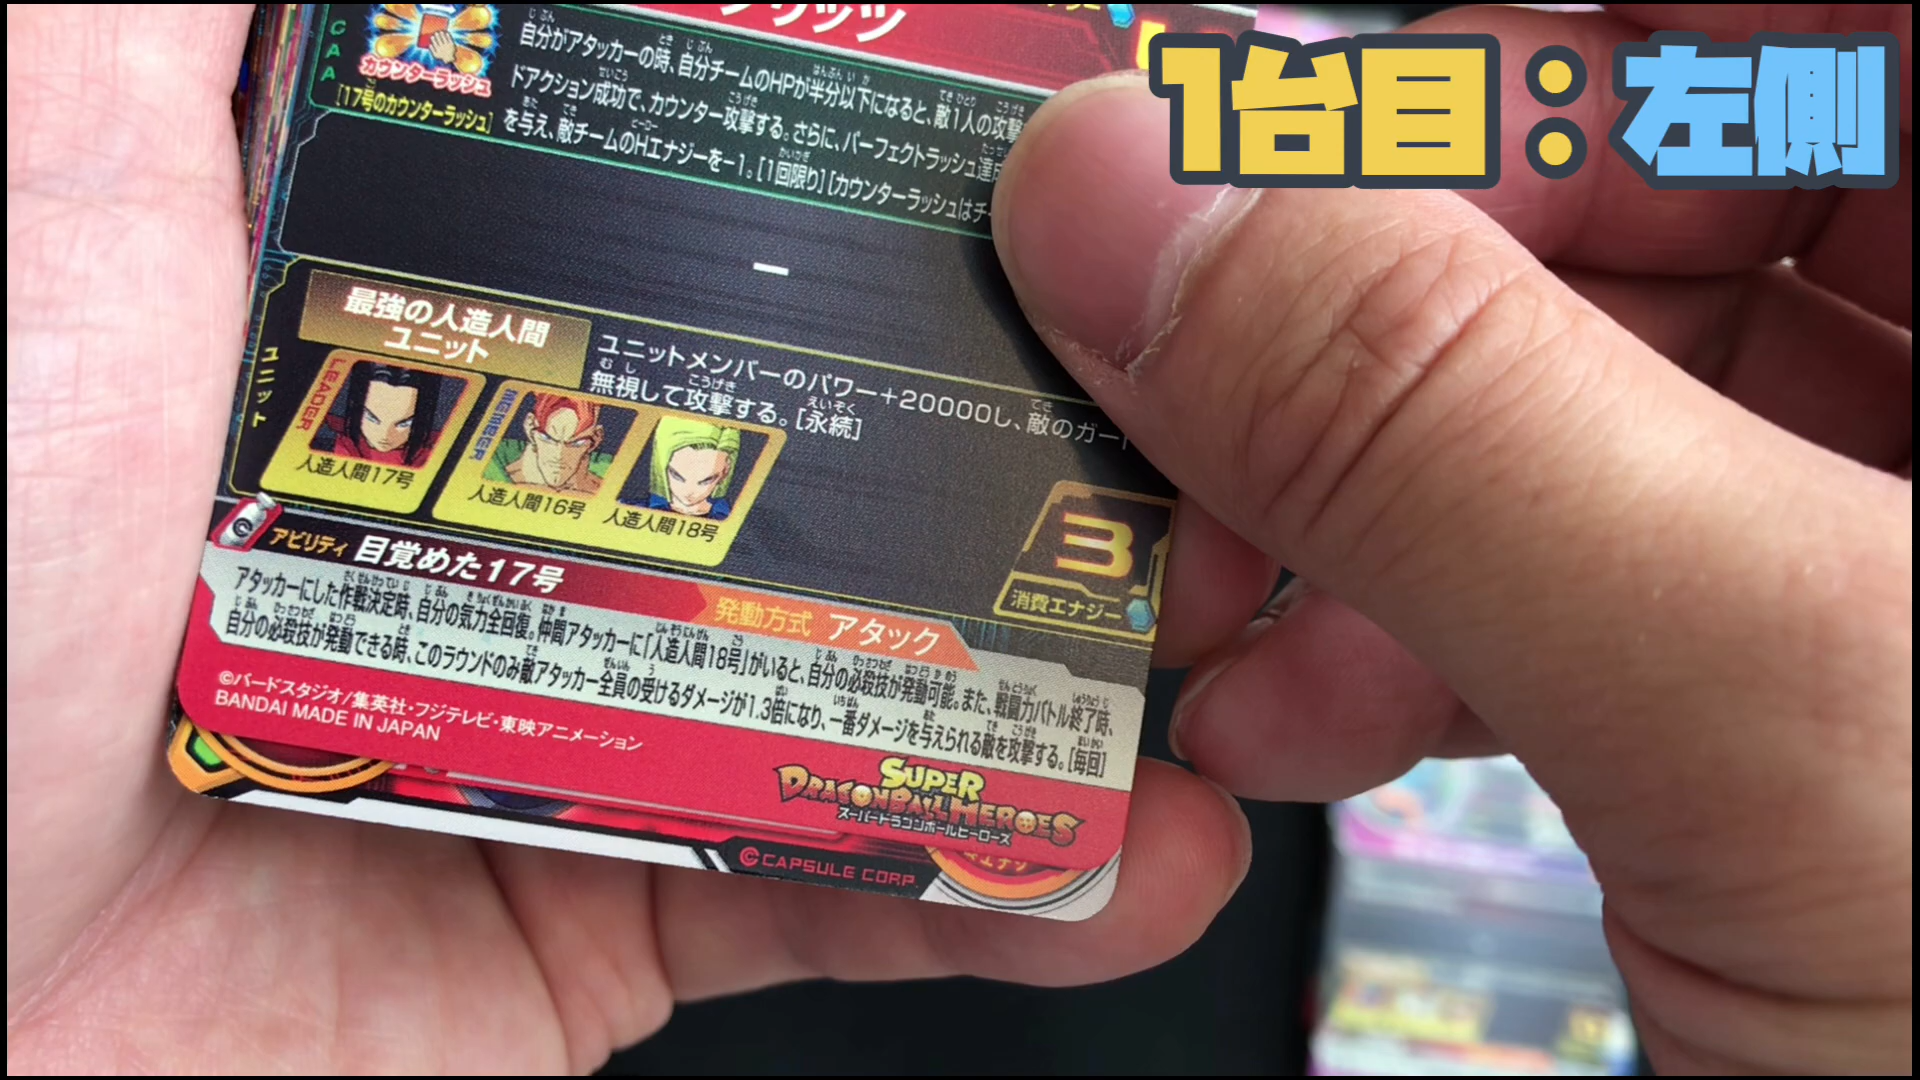 1台目：左側
CAA
カウンターラッシュ
[17号のカウンターラッシュ]
自分がアタッカーの時、自分チームのHPが半分以下になると、敵1人の攻撃
ドアクション成功で、カウンター攻撃する。さらに、パーフェクトラッシュ達成
を与え、敵チームのHエナジーを-1。[1回限り][カウンターラッシュはチー
ー
ユニット
最強の人造人間
ユニット
ユニットメンバーのパワー+20000し、敵のガー
無視して攻撃する。[永続]
LEADER
人造人間17号
MEMBER
人造人間16号
人造人間18号
3
消費エナジー
アビリティ 目覚めた17号
発動方式 アタック
アタッカーにした作戦決定時、自分の気力全回復。仲間アタッカーに「人造人間18号」がいると、自分の必殺技が発動可能。また、戦闘力バトル終了時、
自分の必殺技が発動できる時、このラウンドのみ敵アタッカー全員の受けるダメージが1.3倍になり、一番ダメージを与えられる敵を攻撃する。[毎回]
©バードスタジオ/集英社・フジテレビ・東映アニメーション
BANDAI MADE IN JAPAN
SUPER
DRAGONBALL HEROES
スーパードラゴンボールヒーローズ
CAPSULE CORP.